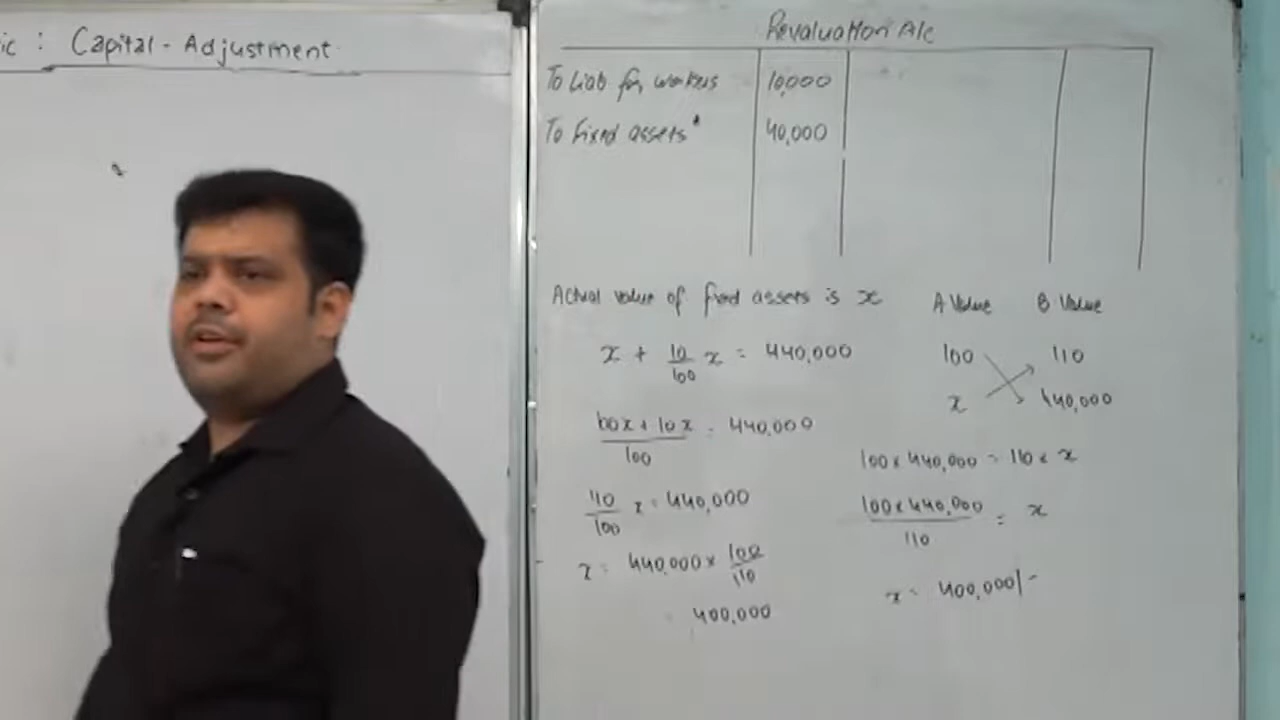 ic : Capital - Adjustment
Revaluation A/c
To Liab for workers 10,000
To Fixed assets 40,000
Actual value of fixed assets is x
x + 10/100 x = 440,000
100x + 10x / 100 = 440,000
110/100 x = 440,000
x = 440,000 × 100/110
= 400,000
A Value B Value
100 110
x 440,000
100 × 440,000 = 110 × x
100 × 440,000 / 110 = x
x = 400,000/-